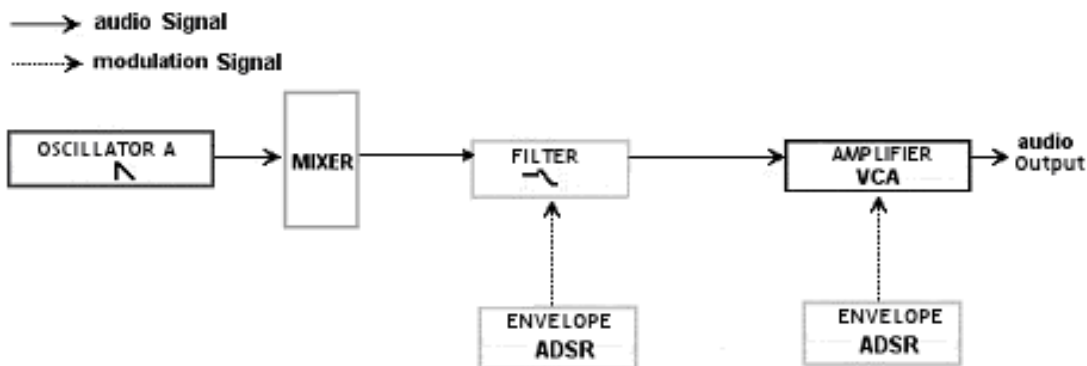 audio Signal
modulation Signal
OSCILLATOR A
MIXER
FILTER
AMPLIFIER
VCA
audio
Output
ENVELOPE
ADSR
ENVELOPE
ADSR